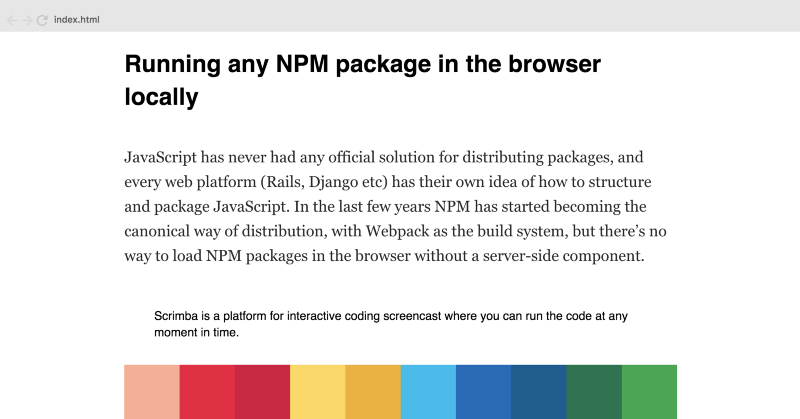 index.html
Running any NPM package in the browser
locally
JavaScript has never had any official solution for distributing packages, and
every web platform (Rails, Django etc) has their own idea of how to structure
and package JavaScript. In the last few years NPM has started becoming the
canonical way of distribution, with Webpack as the build system, but there’s no
way to load NPM packages in the browser without a server-side component.
Scrimba is a platform for interactive coding screencast where you can run the code at any
moment in time.